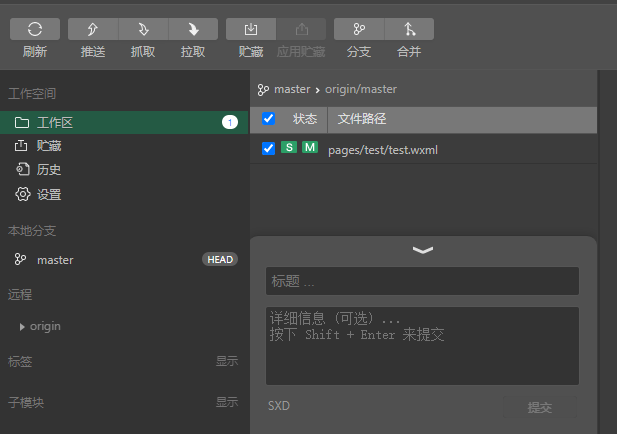 刷新 推送 抓取 拉取 贮藏 应用贮藏 分支 合并
工作空间
工作区 1
贮藏
历史
设置
本地分支
master HEAD
远程
origin
标签 显示
子模块 显示
master › origin/master
状态 文件路径
S M pages/test/test.wxml
标题 ...
详细信息（可选）...
按下 Shift + Enter 来提交
SXD 提交